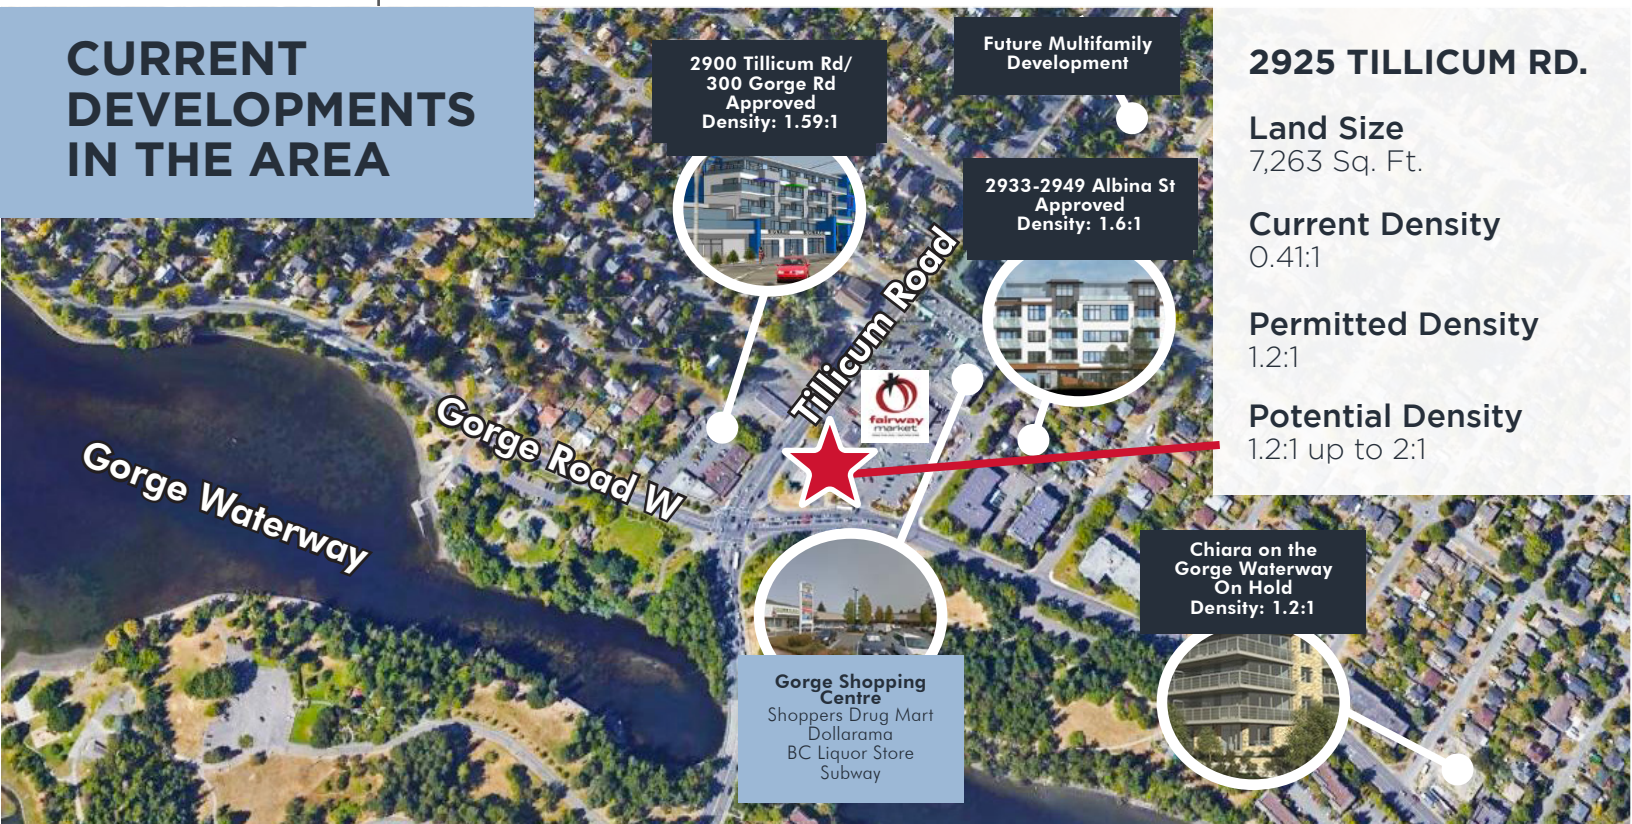 CURRENT
DEVELOPMENTS
IN THE AREA
2900 Tillicum Rd/
300 Gorge Rd
Approved
Density: 1.59:1
Future Multifamily
Development
2933-2949 Albina St
Approved
Density: 1.6:1
2925 TILLICUM RD.
Land Size
7,263 Sq. Ft.
Current Density
0.41:1
Permitted Density
1.2:1
Potential Density
1.2:1 up to 2:1
Tillicum Road
fairway
market
Gorge Road W
Gorge Waterway
Gorge Shopping
Centre
Shoppers Drug Mart
Dollarama
BC Liquor Store
Subway
Chiara on the
Gorge Waterway
On Hold
Density: 1.2:1